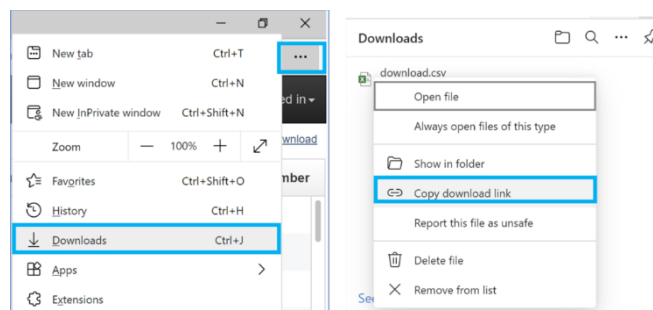 New tab Ctrl+T
New window Ctrl+N
New InPrivate window Ctrl+Shift+N
ed in
Zoom 100%
wnload
Favorites Ctrl+Shift+O
mber
History Ctrl+H
Downloads Ctrl+J
Apps
Extensions
Downloads
download.csv
Open file
Always open files of this type
Show in folder
Copy download link
Report this file as unsafe
Delete file
Remove from list
See